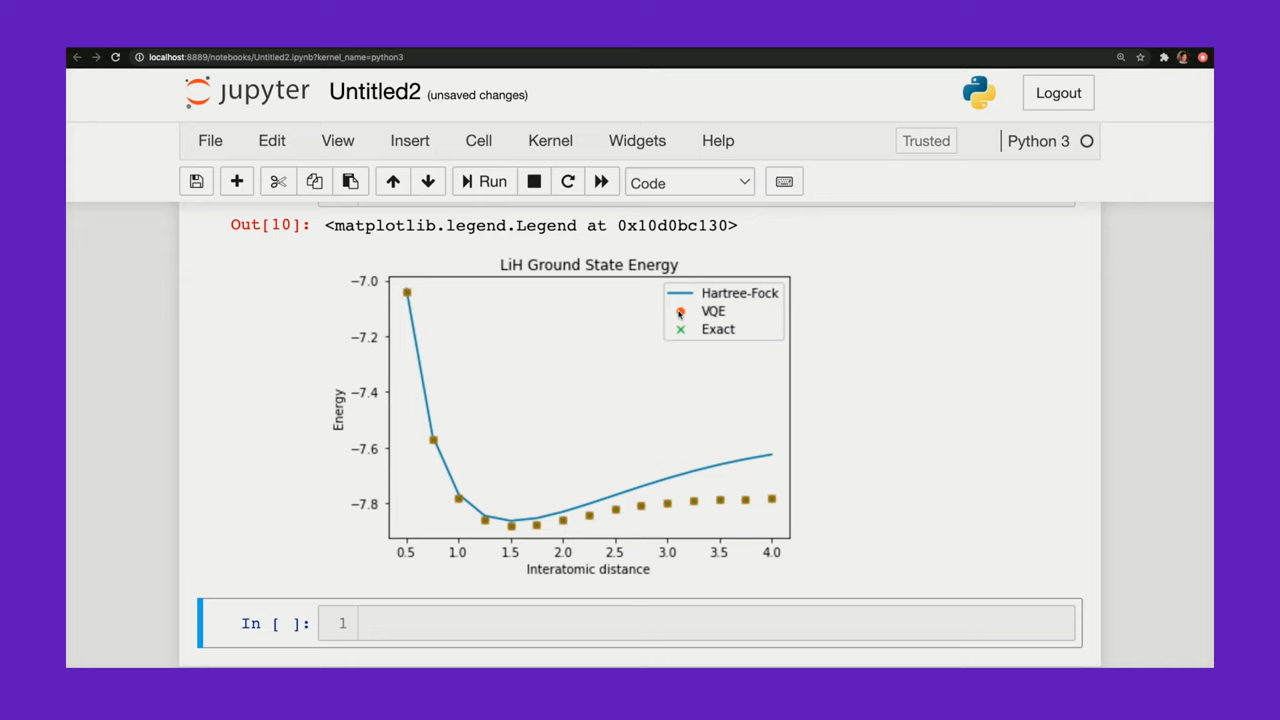 localhost:8889/notebooks/Untitled2.ipynb?kernel_name=python3
jupyter Untitled2 (unsaved changes) Logout
File Edit View Insert Cell Kernel Widgets Help Trusted Python 3
Run Code
Out[10]: <matplotlib.legend.Legend at 0x10d0bc130>
LiH Ground State Energy
Hartree-Fock
VQE
Exact
Energy
−7.0
−7.2
−7.4
−7.6
−7.8
0.5 1.0 1.5 2.0 2.5 3.0 3.5 4.0
Interatomic distance
In [ ]: 1